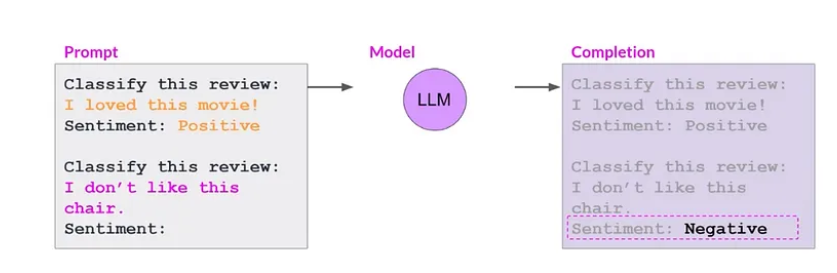 Prompt
Classify this review:
I loved this movie!
Sentiment: Positive
Classify this review:
I don't like this
chair.
Sentiment:
Model
LLM
Completion
Classify this review:
I loved this movie!
Sentiment: Positive
Classify this review:
I don't like this
chair.
Sentiment: Negative